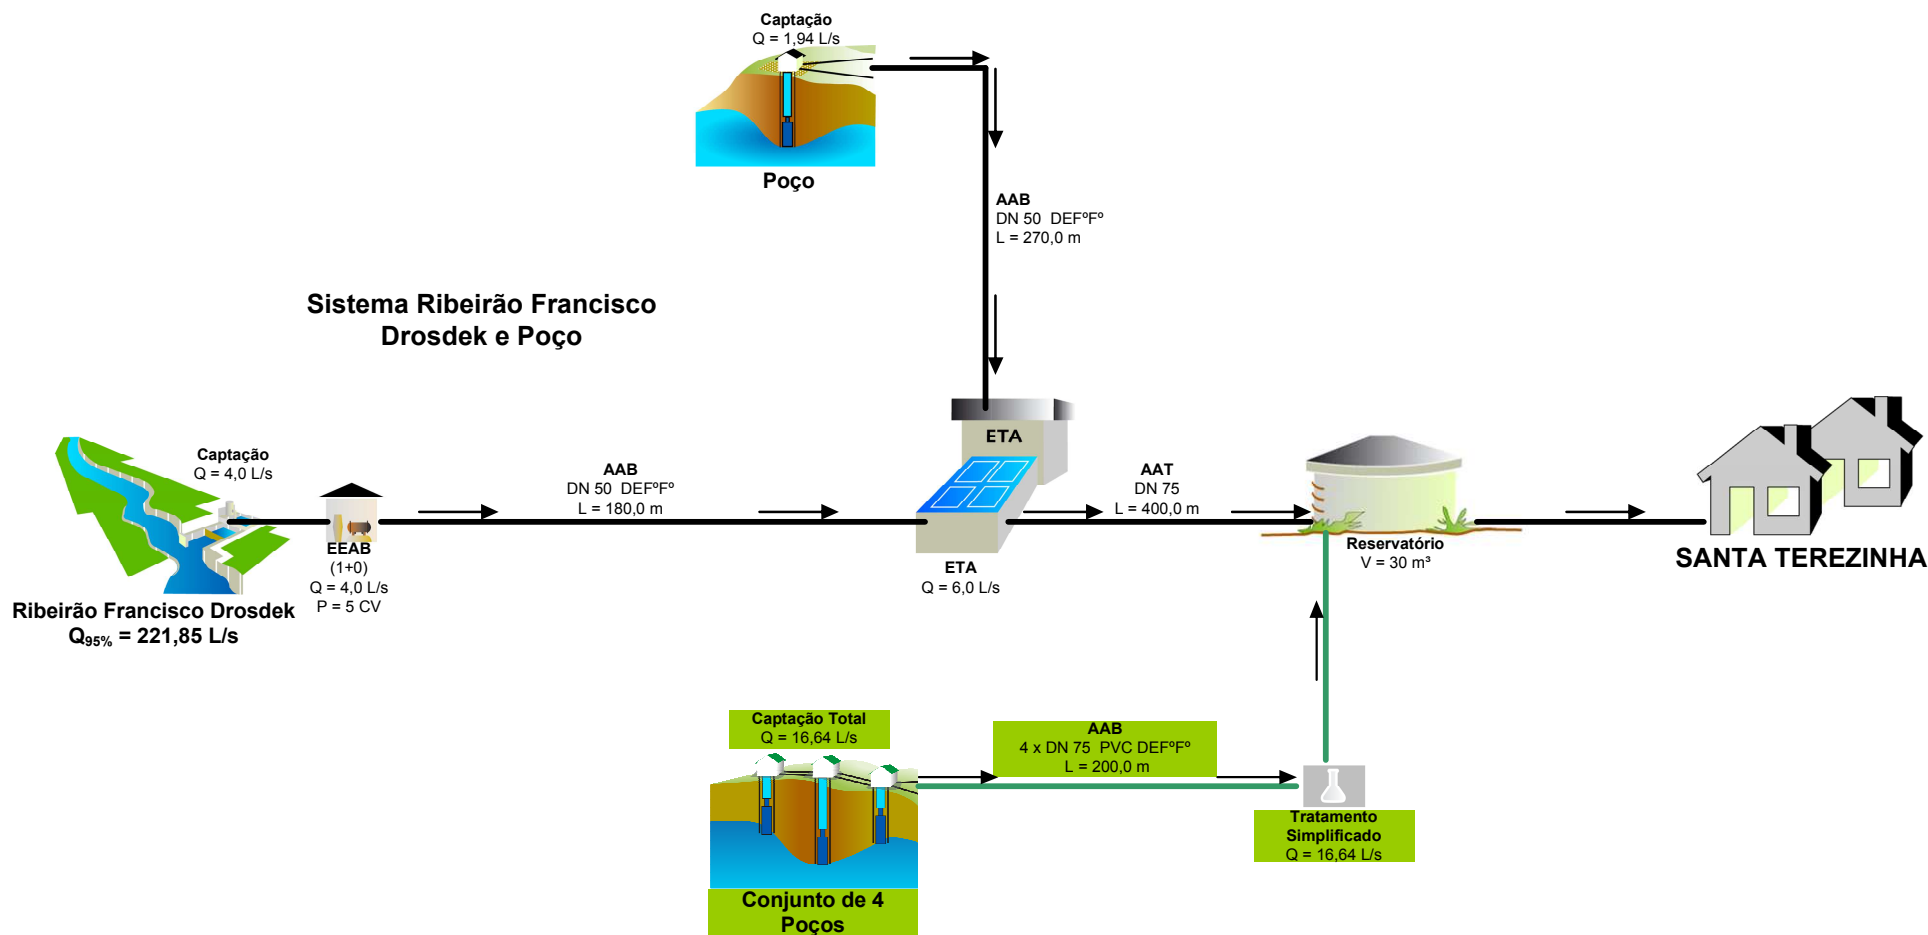 Captação
Q = 1,94 L/s
Poço
AAB
DN 50  DEFºFº
L = 270,0 m
Sistema Ribeirão Francisco
Drosdek e Poço
Captação
Q = 4,0 L/s
EEAB
(1+0)
Q = 4,0 L/s
P = 5 CV
Ribeirão Francisco Drosdek
Q95% = 221,85 L/s
AAB
DN 50  DEFºFº
L = 180,0 m
ETA
ETA
Q = 6,0 L/s
AAT
DN 75
L = 400,0 m
Reservatório
V = 30 m³
SANTA TEREZINHA
Captação Total
Q = 16,64 L/s
Conjunto de 4
Poços
AAB
4 x DN 75  PVC DEFºFº
L = 200,0 m
Tratamento
Simplificado
Q = 16,64 L/s